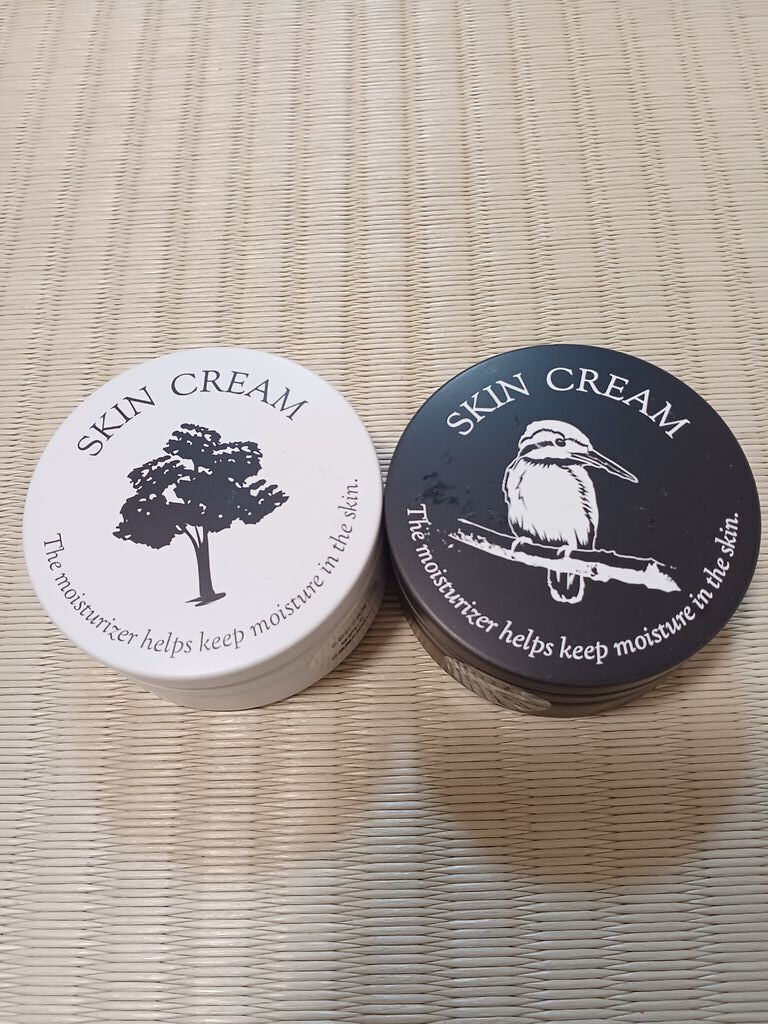 SKIN CREAM
The moisturizer helps keep moisture in the skin.
SKIN CREAM
The moisturizer helps keep moisture in the skin.